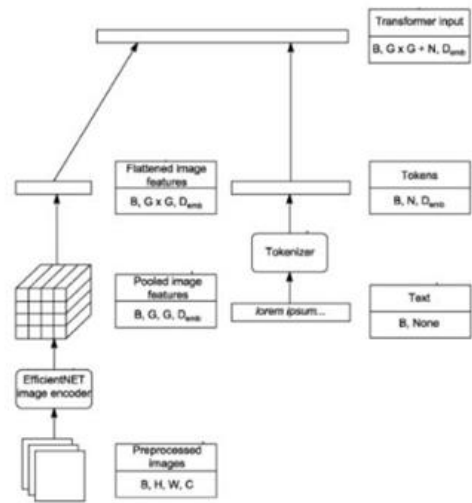 Transformer input
B, G x G + N, Demb
Flattened image
features
B, G x G, Demb
Tokens
B, N, Demb
Tokenizer
Pooled image
features
B, G, G, Demb
lorem ipsum...
Text
B, None
EfficientNET
image encoder
Preprocessed
images
B, H, W, C